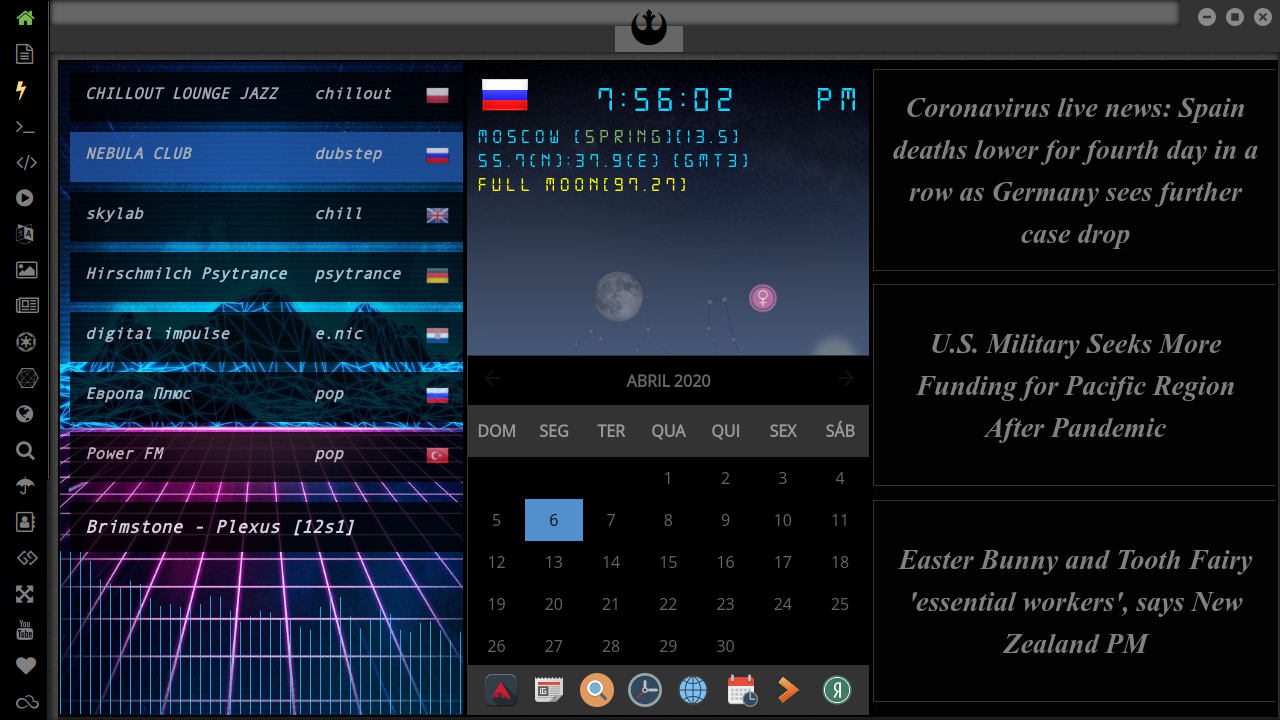 CHILLOUT LOUNGE JAZZ chillout
NEBULA CLUB dubstep
skylab chill
Hirschmilch Psytrance psytrance
digital impulse e.nic
Европа Плюс pop
Power FM pop
Brimstone - Plexus [12s1]
7:56:02 PM
MOSCOW [SPRING][13.5]
55.7[N]:37.9[E] [GMT3]
FULL MOON[97.27]
ABRIL 2020
DOM SEG TER QUA QUI SEX SÁB
1 2 3 4
5 6 7 8 9 10 11
12 13 14 15 16 17 18
19 20 21 22 23 24 25
26 27 28 29 30
Coronavirus live news: Spain
deaths lower for fourth day in a
row as Germany sees further
case drop
U.S. Military Seeks More
Funding for Pacific Region
After Pandemic
Easter Bunny and Tooth Fairy
'essential workers', says New
Zealand PM
You
Tube
Я